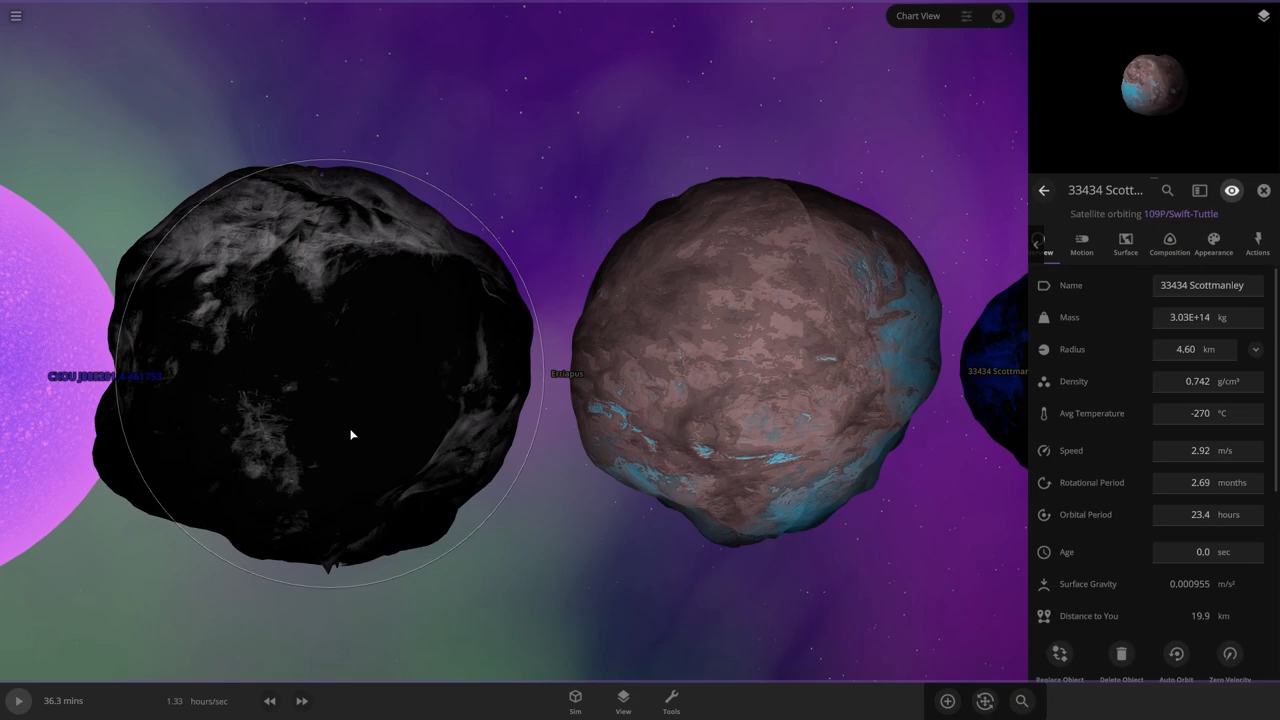 Chart View
33434 Scott...
Satellite orbiting 109P/Swift-Tuttle
Motion
Surface
Composition
Appearance
Actions
Name 33434 Scottmanley
Mass 3.03E+14 kg
Radius 4.60 km
Density 0.742 g/cm³
Avg Temperature -270 °C
Speed 2.92 m/s
Rotational Period 2.69 months
Orbital Period 23.4 hours
Age 0.0 sec
Surface Gravity 0.000955 m/s²
Distance to You 19.9 km
Replace Object
Delete Object
Auto Orbit
Zero Velocity
Erriapus
33434 Scottmar
36.3 mins
1.33 hours/sec
Sim
View
Tools